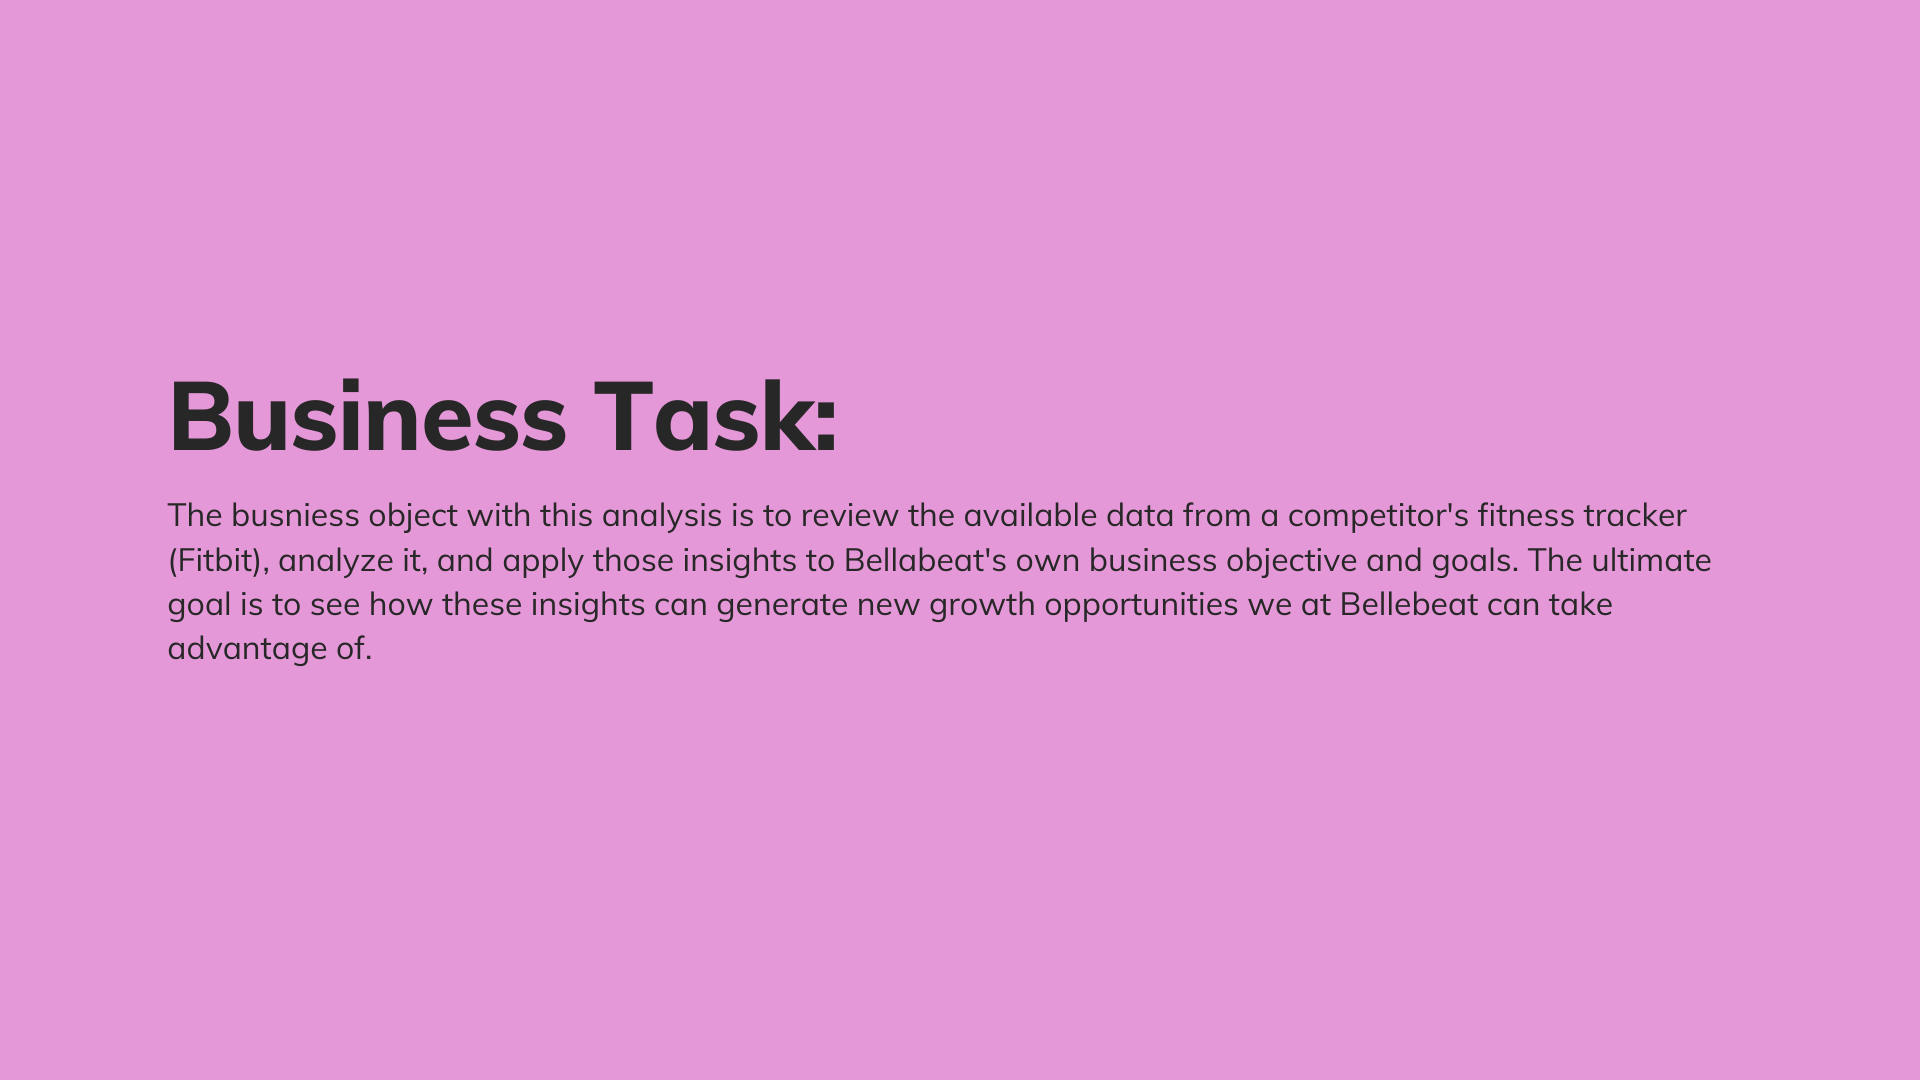 Business Task:
The busniess object with this analysis is to review the available data from a competitor's fitness tracker
(Fitbit), analyze it, and apply those insights to Bellabeat's own business objective and goals. The ultimate
goal is to see how these insights can generate new growth opportunities we at Bellebeat can take
advantage of.